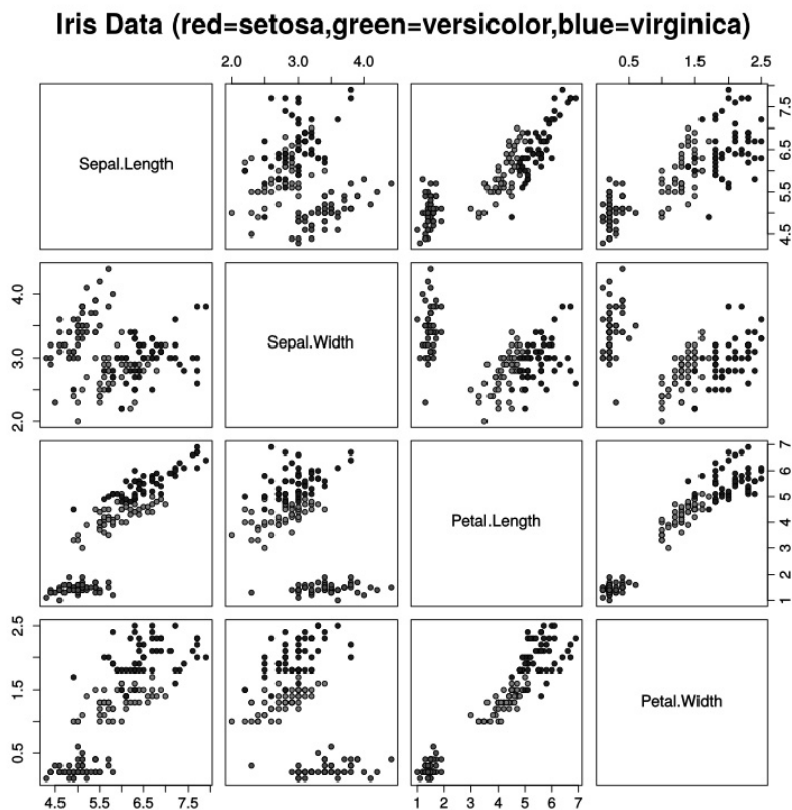 Iris Data (red=setosa,green=versicolor,blue=virginica)
2.0 3.0 4.0
0.5 1.5 2.5
Sepal.Length
4.5 5.5 6.5 7.5
2.0 3.0 4.0
Sepal.Width
Petal.Length
1 2 3 4 5 6 7
0.5 1.5 2.5
Petal.Width
4.5 5.5 6.5 7.5
1 2 3 4 5 6 7